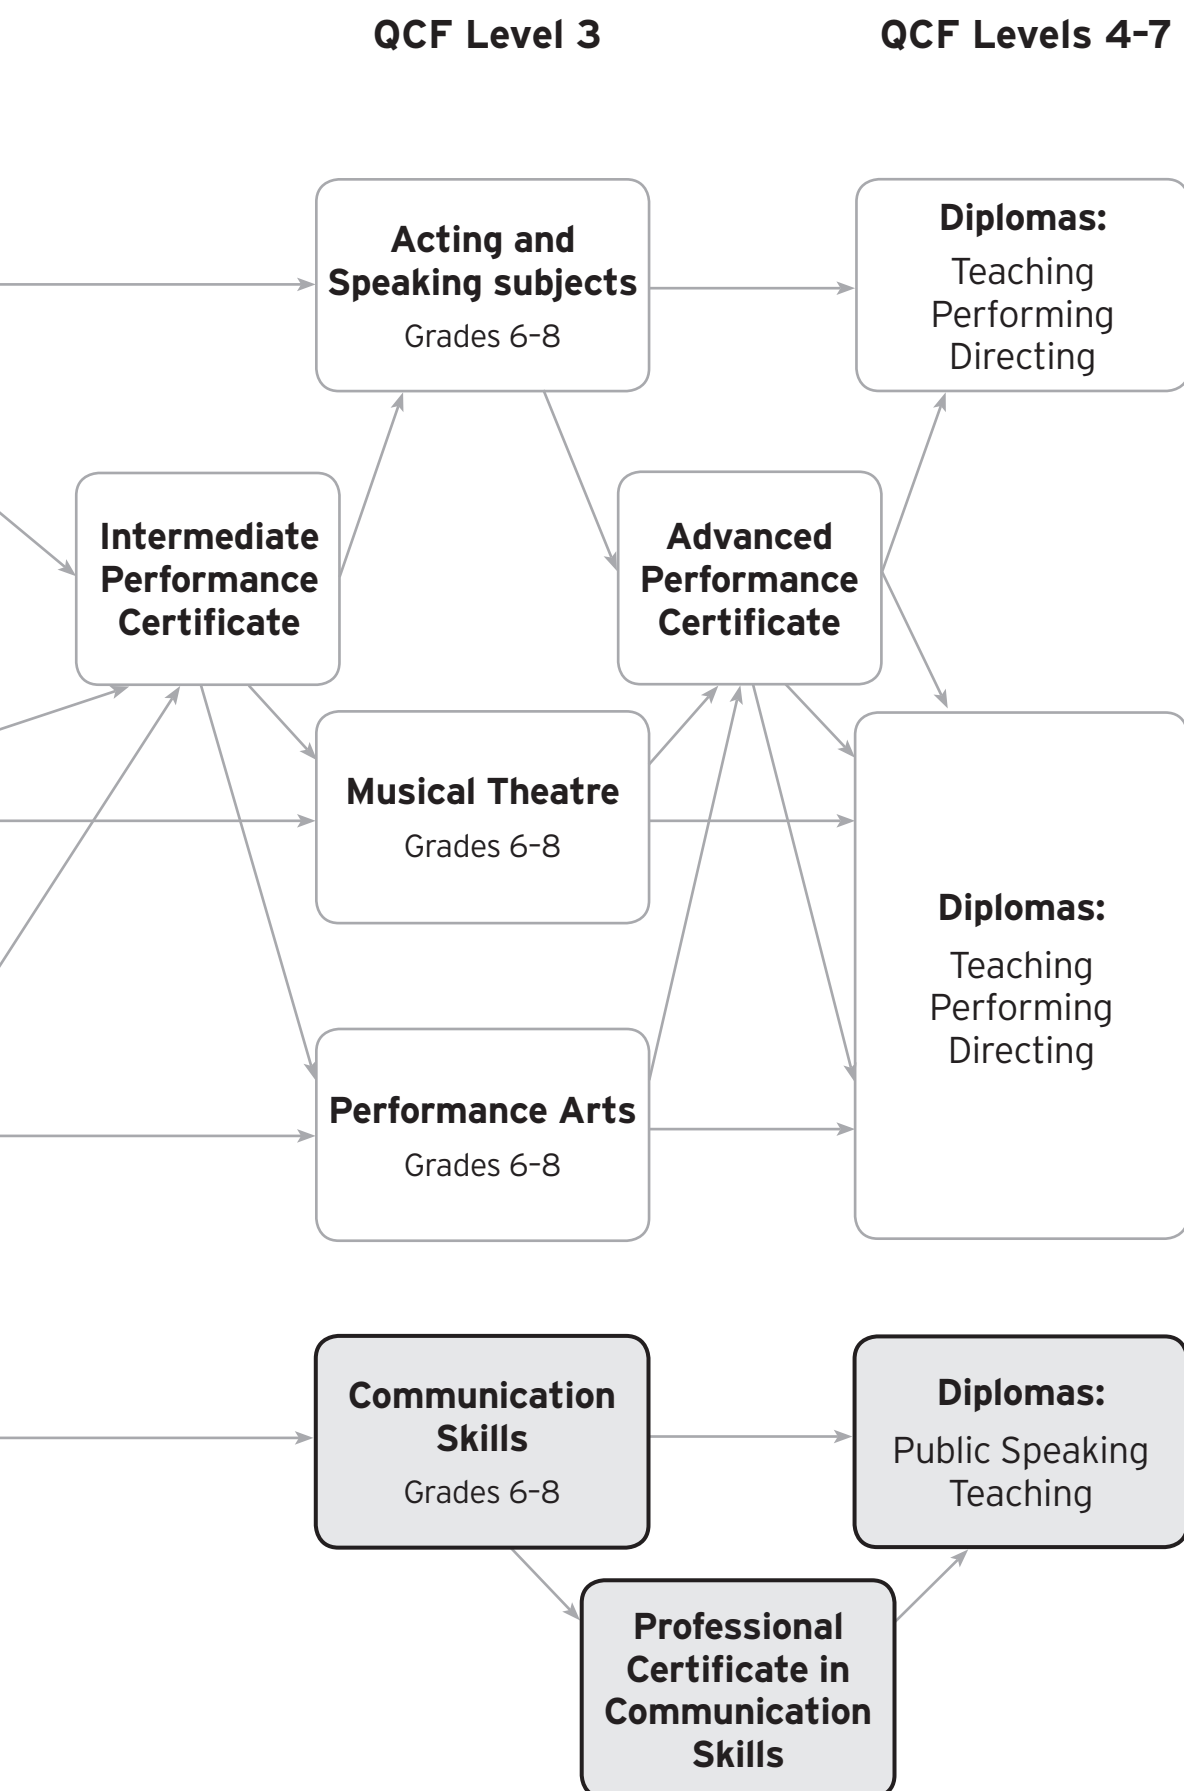 QCF Level 3
QCF Levels 4–7
Acting and
Speaking subjects
Grades 6–8
Diplomas:
Teaching
Performing
Directing
Intermediate
Performance
Certificate
Advanced
Performance
Certificate
Musical Theatre
Grades 6–8
Diplomas:
Teaching
Performing
Directing
Performance Arts
Grades 6–8
Communication
Skills
Grades 6–8
Diplomas:
Public Speaking
Teaching
Professional
Certificate in
Communication
Skills